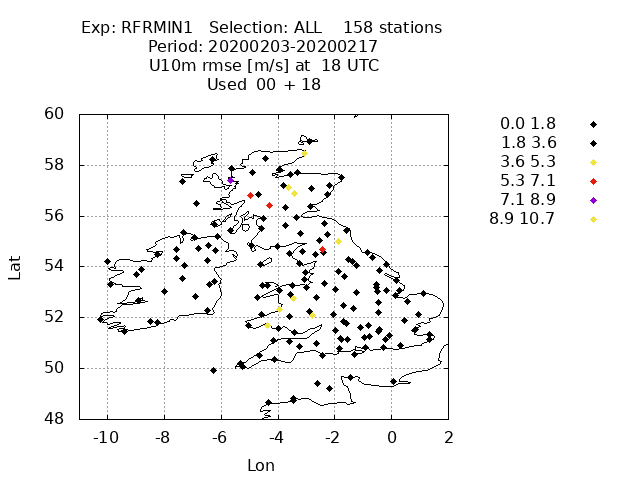 Exp: RFRMIN1 Selection: ALL 158 stations
Period: 20200203-20200217
U10m rmse [m/s] at 18 UTC
Used 00 + 18
60
58
56
54
52
50
48
Lat
-10 -8 -6 -4 -2 0 2
Lon
0.0 1.8
1.8 3.6
3.6 5.3
5.3 7.1
7.1 8.9
8.9 10.7